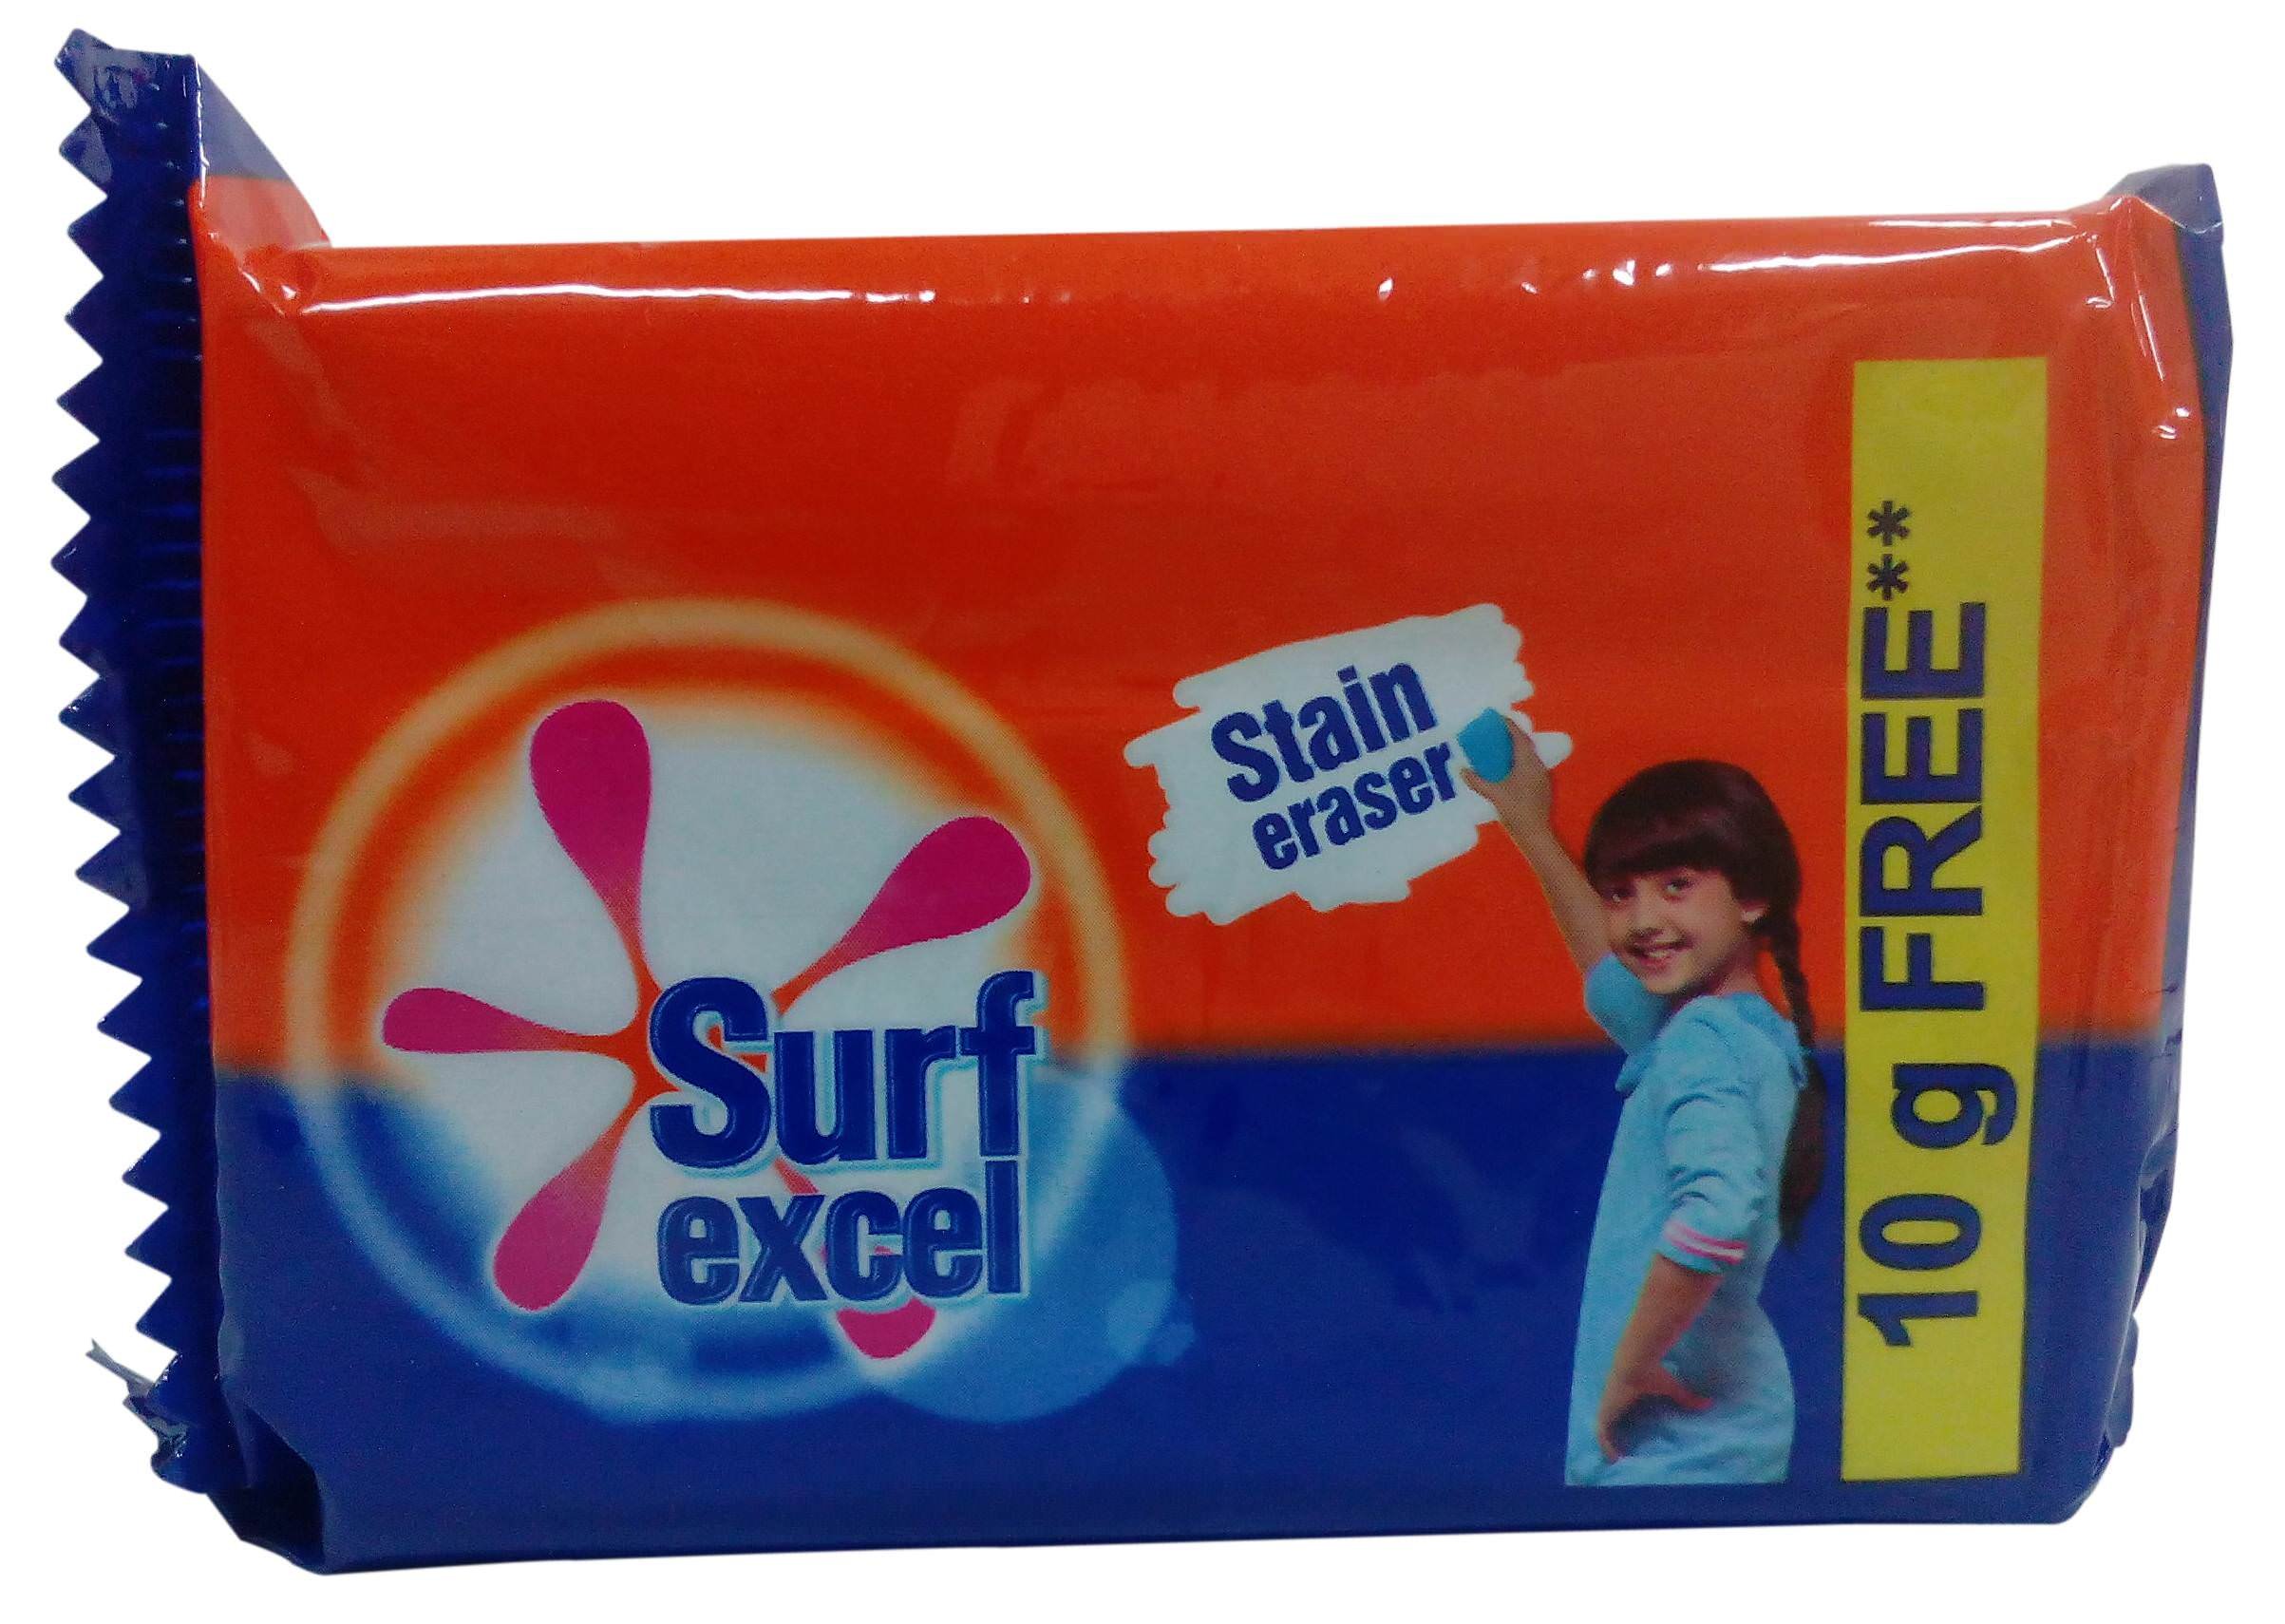 Stain
eraser
Surf
excel
10 g FREE**